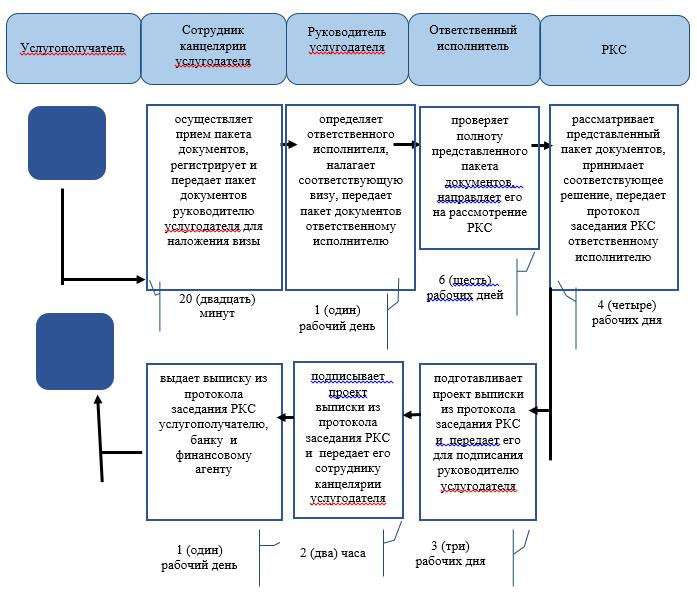 Услугополучатель
Сотрудник
канцелярии
услугодателя
Руководитель
услугодателя
Ответственный
исполнитель
РКС
осуществляет
прием пакета
документов,
регистрирует и
передает пакет
документов
руководителю
услугодателя для
наложения визы
определяет
ответственного
исполнителя,
налагает
соответствующую
визу, передает
пакет документов
ответственному
исполнителю
проверяет
полноту
представленного
пакета
документов,
направляет его
на рассмотрение
РКС
рассматривает
представленный
пакет документов,
принимает
соответствующее
решение, передает
протокол
заседания РКС
ответственному
исполнителю
20 (двадцать)
минут
1 (один)
рабочий день
6 (шесть)
рабочих дней
4 (четыре)
рабочих дня
выдает выписку из
протокола
заседания РКС
услугополучателю,
банку и
финансовому
агенту
подписывает
проект
выписки из
протокола
заседания РКС
и передает его
сотруднику
канцелярии
услугодателя
подготавливает
проект выписки
из протокола
заседания РКС
и передает его
для подписания
руководителю
услугодателя
1 (один)
рабочий день
2 (два) часа
3 (три)
рабочих дня